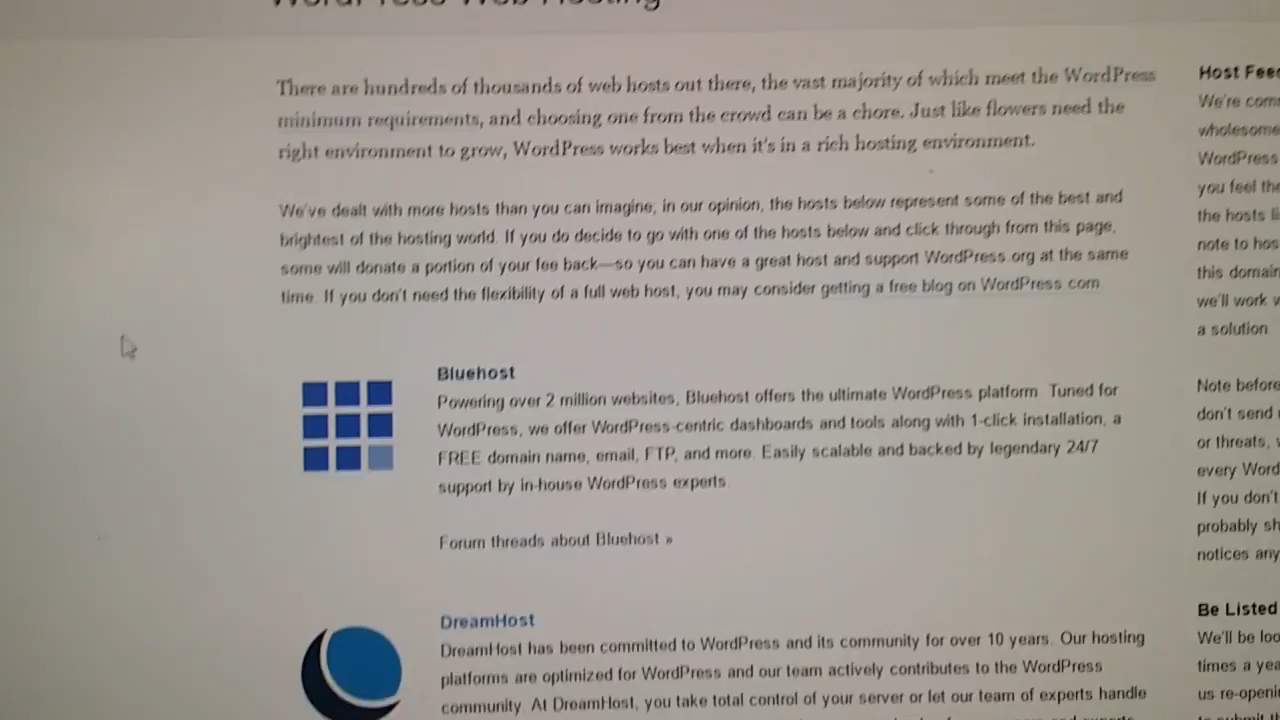 WordPress Web Hosting
There are hundreds of thousands of web hosts out there, the vast majority of which meet the WordPress
minimum requirements, and choosing one from the crowd can be a chore. Just like flowers need the
right environment to grow, WordPress works best when it's in a rich hosting environment.
We've dealt with more hosts than you can imagine; in our opinion, the hosts below represent some of the best and
brightest of the hosting world. If you do decide to go with one of the hosts below and click through from this page,
some will donate a portion of your fee back—so you can have a great host and support WordPress.org at the same
time. If you don't need the flexibility of a full web host, you may consider getting a free blog on WordPress.com.
Bluehost
Powering over 2 million websites, Bluehost offers the ultimate WordPress platform. Tuned for
WordPress, we offer WordPress-centric dashboards and tools along with 1-click installation, a
FREE domain name, email, FTP, and more. Easily scalable and backed by legendary 24/7
support by in-house WordPress experts.
Forum threads about Bluehost »
DreamHost
DreamHost has been committed to WordPress and its community for over 10 years. Our hosting
platforms are optimized for WordPress and our team actively contributes to the WordPress
community. At DreamHost, you take total control of your server or let our team of experts handle
Host Fee
We're com
wholesome
WordPress
you feel the
the hosts li
note to hos
this domain
we'll work w
a solution.
Note before
don't send
or threats,
every Word
If you don't
probably sh
notices any
Be Listed
We'll be loo
times a yea
us re-openi